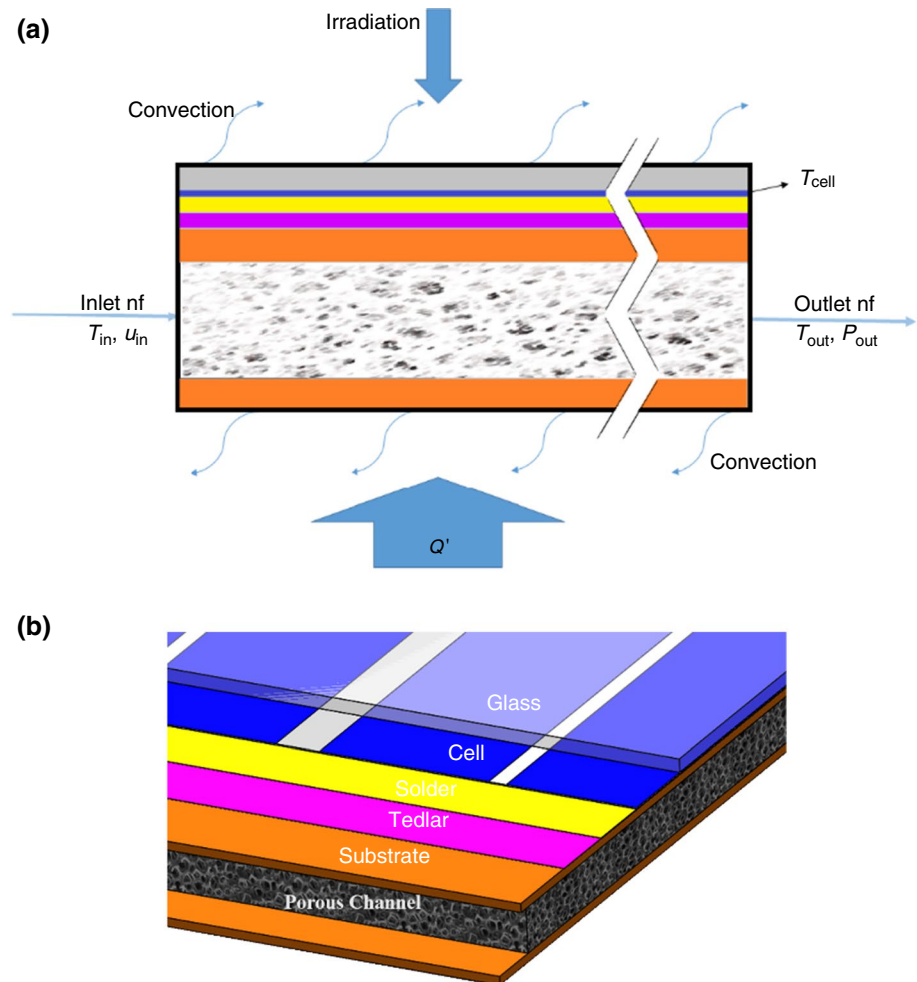 (a)
Irradiation
Convection
T_cell
Inlet nf
T_in, u_in
Outlet nf
T_out, P_out
Convection
Q'
(b)
Glass
Cell
Solder
Tedlar
Substrate
Porous Channel